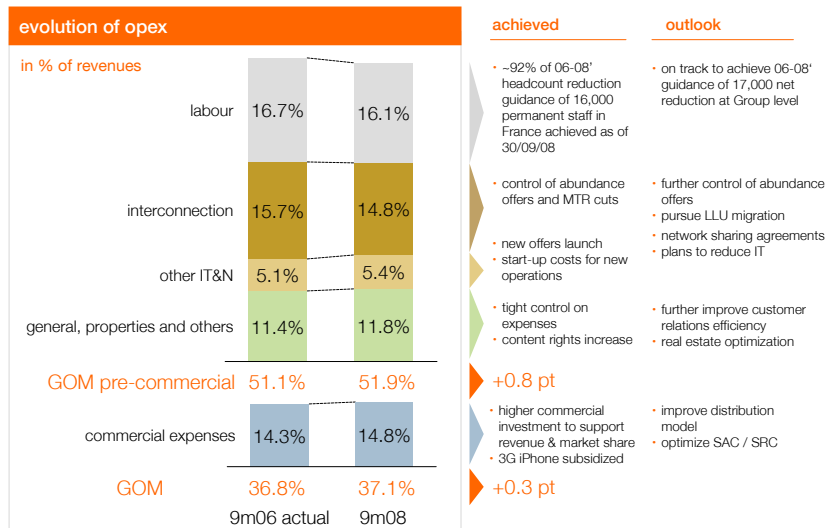 evolution of opex
in % of revenues
labour
16.7%
16.1%
interconnection
15.7%
14.8%
other IT&N
5.1%
5.4%
general, properties and others
11.4%
11.8%
GOM pre-commercial
51.1%
51.9%
commercial expenses
14.3%
14.8%
GOM
36.8%
37.1%
9m06 actual
9m08
achieved
• ~92% of 06-08'
headcount reduction
guidance of 16,000
permanent staff in
France achieved as of
30/09/08
• control of abundance
offers and MTR cuts
• new offers launch
• start-up costs for new
operations
• tight control on
expenses
• content rights increase
+0.8 pt
• higher commercial
investment to support
revenue & market share
• 3G iPhone subsidized
+0.3 pt
outlook
• on track to achieve 06-08'
guidance of 17,000 net
reduction at Group level
• further control of abundance
offers
• pursue LLU migration
• network sharing agreements
• plans to reduce IT
• further improve customer
relations efficiency
• real estate optimization
• improve distribution
model
• optimize SAC / SRC